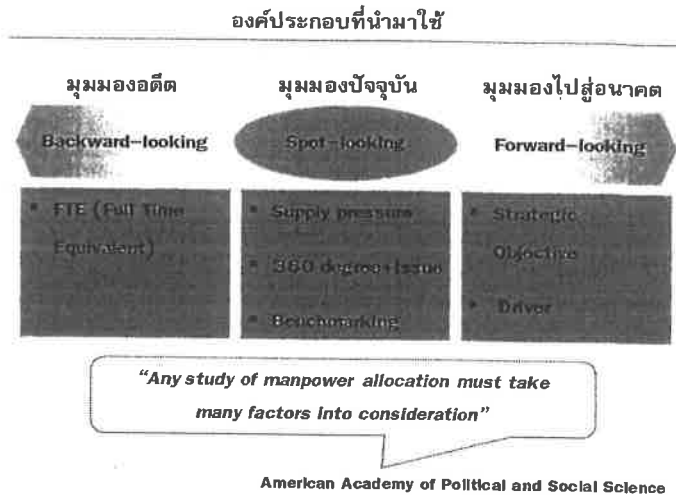 องค์ประกอบที่นำมาใช้
มุมมองอดีต
มุมมองปัจจุบัน
มุมมองไปสู่อนาคต
Backward-looking
Spot-looking
Forward-looking
• FTE (Full Time
Equivalent)
• Supply pressure
• 360 degree+Issue
• Benchmarking
• Strategic
Objective
• Driver
“Any study of manpower allocation must take
many factors into consideration”
American Academy of Political and Social Science